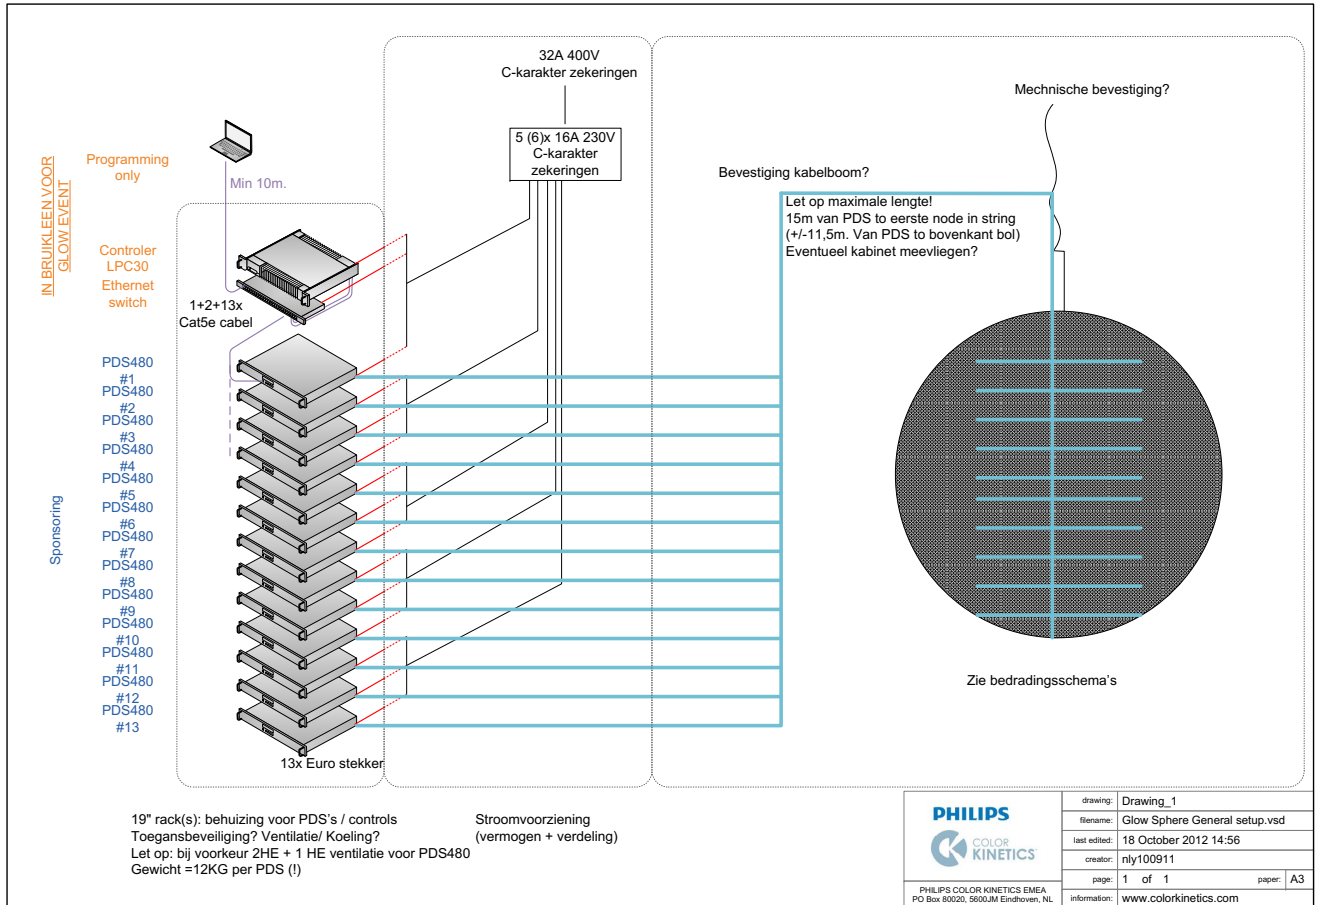 32A 400V
C-karakter zekeringen
5 (6)x 16A 230V
C-karakter
zekeringen
Mechnische bevestiging?
Bevestiging kabelboom?
Let op maximale lengte!
15m van PDS to eerste node in string
(+/-11,5m. Van PDS to bovenkant bol)
Eventueel kabinet meevliegen?
IN BRUIKLEEN VOOR
GLOW EVENT
Programming
only
Min 10m.
Controler
LPC30
Ethernet
switch
1+2+13x
Cat5e cabel
Sponsoring
PDS480
#1
PDS480
#2
PDS480
#3
PDS480
#4
PDS480
#5
PDS480
#6
PDS480
#7
PDS480
#8
PDS480
#9
PDS480
#10
PDS480
#11
PDS480
#12
PDS480
#13
13x Euro stekker
Zie bedradingsschema's
19" rack(s): behuizing voor PDS's / controls
Toegansbeveiliging? Ventilatie/ Koeling?
Let op: bij voorkeur 2HE + 1 HE ventilatie voor PDS480
Gewicht =12KG per PDS (!)
Stroomvoorziening
(vermogen + verdeling)
PHILIPS
COLOR
KINETICS
PHILIPS COLOR KINETICS EMEA
PO Box 80020, 5600JM Eindhoven, NL
drawing: Drawing_1
filename: Glow Sphere General setup.vsd
last edited: 18 October 2012 14:56
creator: nly100911
page: 1 of 1 paper: A3
information: www.colorkinetics.com